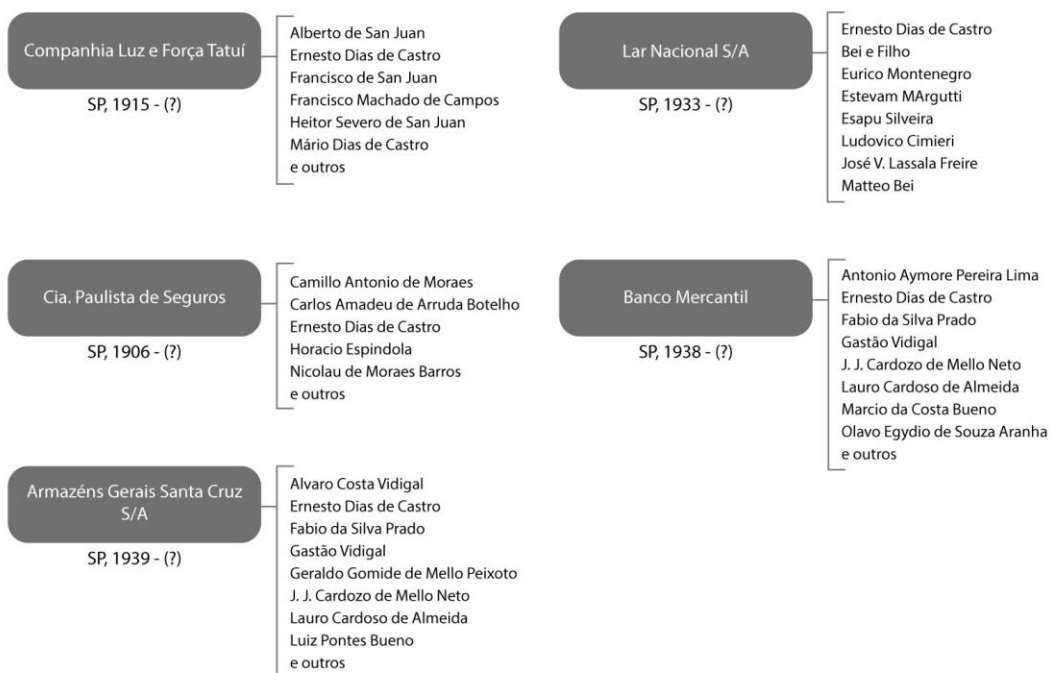 Companhia Luz e Força Tatuí
SP, 1915 - (?)
Alberto de San Juan
Ernesto Dias de Castro
Francisco de San Juan
Francisco Machado de Campos
Heitor Severo de San Juan
Mário Dias de Castro
e outros
Lar Nacional S/A
SP, 1933 - (?)
Ernesto Dias de Castro
Bei e Filho
Eurico Montenegro
Estevam MArgutti
Esapu Silveira
Ludovico Cimieri
José V. Lassala Freire
Matteo Bei
Cia. Paulista de Seguros
SP, 1906 - (?)
Camillo Antonio de Moraes
Carlos Amadeu de Arruda Botelho
Ernesto Dias de Castro
Horacio Espindola
Nicolau de Moraes Barros
e outros
Banco Mercantil
SP, 1938 - (?)
Antonio Aymore Pereira Lima
Ernesto Dias de Castro
Fabio da Silva Prado
Gastão Vidigal
J. J. Cardozo de Mello Neto
Lauro Cardoso de Almeida
Marcio da Costa Bueno
Olavo Egydio de Souza Aranha
e outros
Armazéns Gerais Santa Cruz
S/A
SP, 1939 - (?)
Alvaro Costa Vidigal
Ernesto Dias de Castro
Fabio da Silva Prado
Gastão Vidigal
Geraldo Gomide de Mello Peixoto
J. J. Cardozo de Mello Neto
Lauro Cardoso de Almeida
Luiz Pontes Bueno
e outros